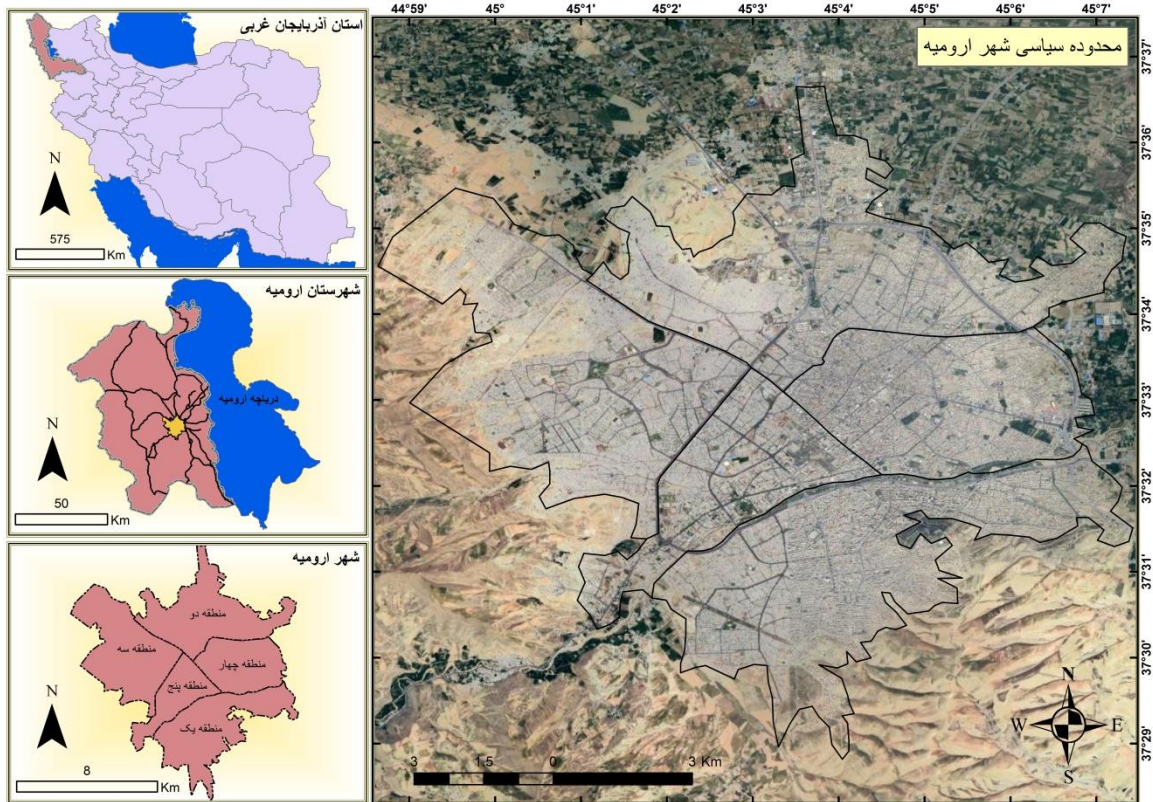 استان آذربایجان غربی
N
575
Km
شهرستان ارومیه
دریاچه ارومیه
N
50
Km
شهر ارومیه
منطقه دو
منطقه سه
منطقه چهار
منطقه پنج
منطقه یک
N
8
Km
44°59' 45° 45°1' 45°2' 45°3' 45°4' 45°5' 45°6' 45°7'
محدوده سیاسی شهر ارومیه
37°37'
37°36'
37°35'
37°34'
37°33'
37°32'
37°31'
37°30'
37°29'
N
W E
S
3 1.5 0 3 Km